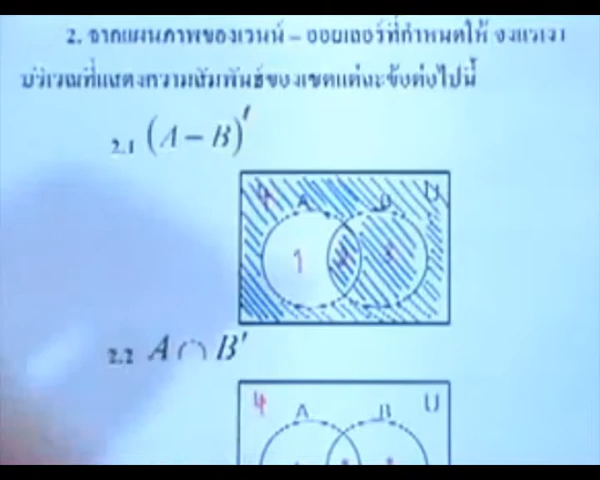 2. จากแผนภาพของเวนน์ – ออยเลอร์ที่กำหนดให้ จงแรเงา
บริเวณที่แสดงความสัมพันธ์ของเซตแต่ละข้อต่อไปนี้
2.1 (A − B)'
4 A B U
1
2.2 A ∩ B'
4 A B U